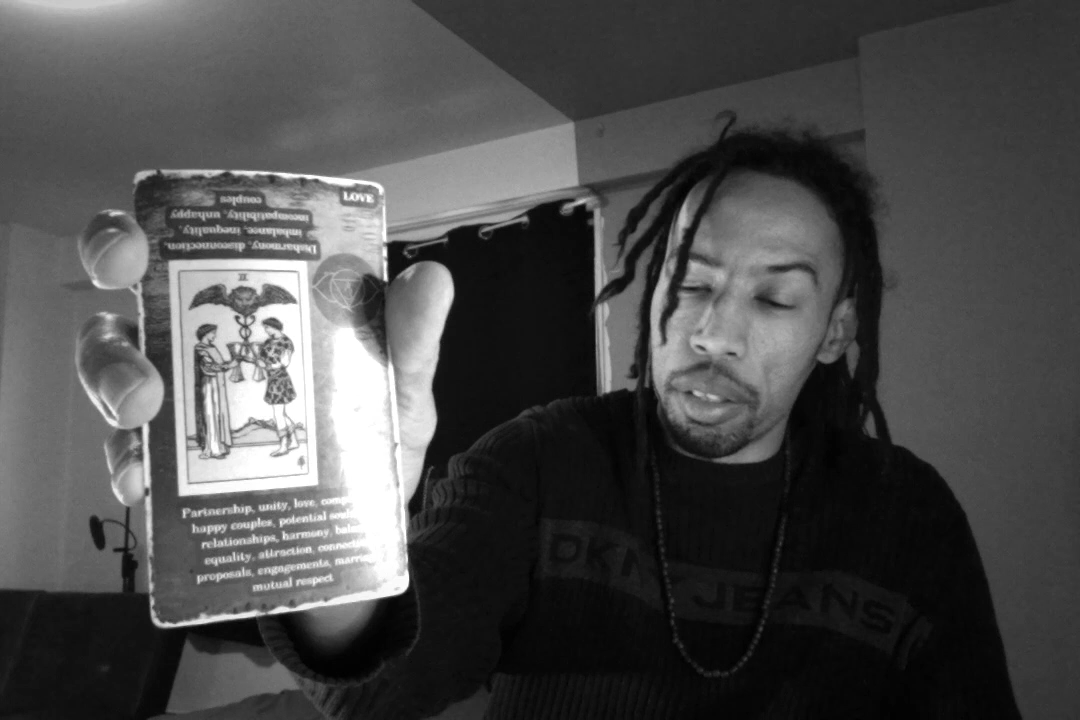 LOVE
Disharmony, disconnection,
imbalance, inequality,
incompatibility, unhappy
couples
II
Partnership, unity, love,
happy couples, potential
relationships, harmony,
equality, attraction,
proposals, engagements,
mutual respect
DKNY JEANS